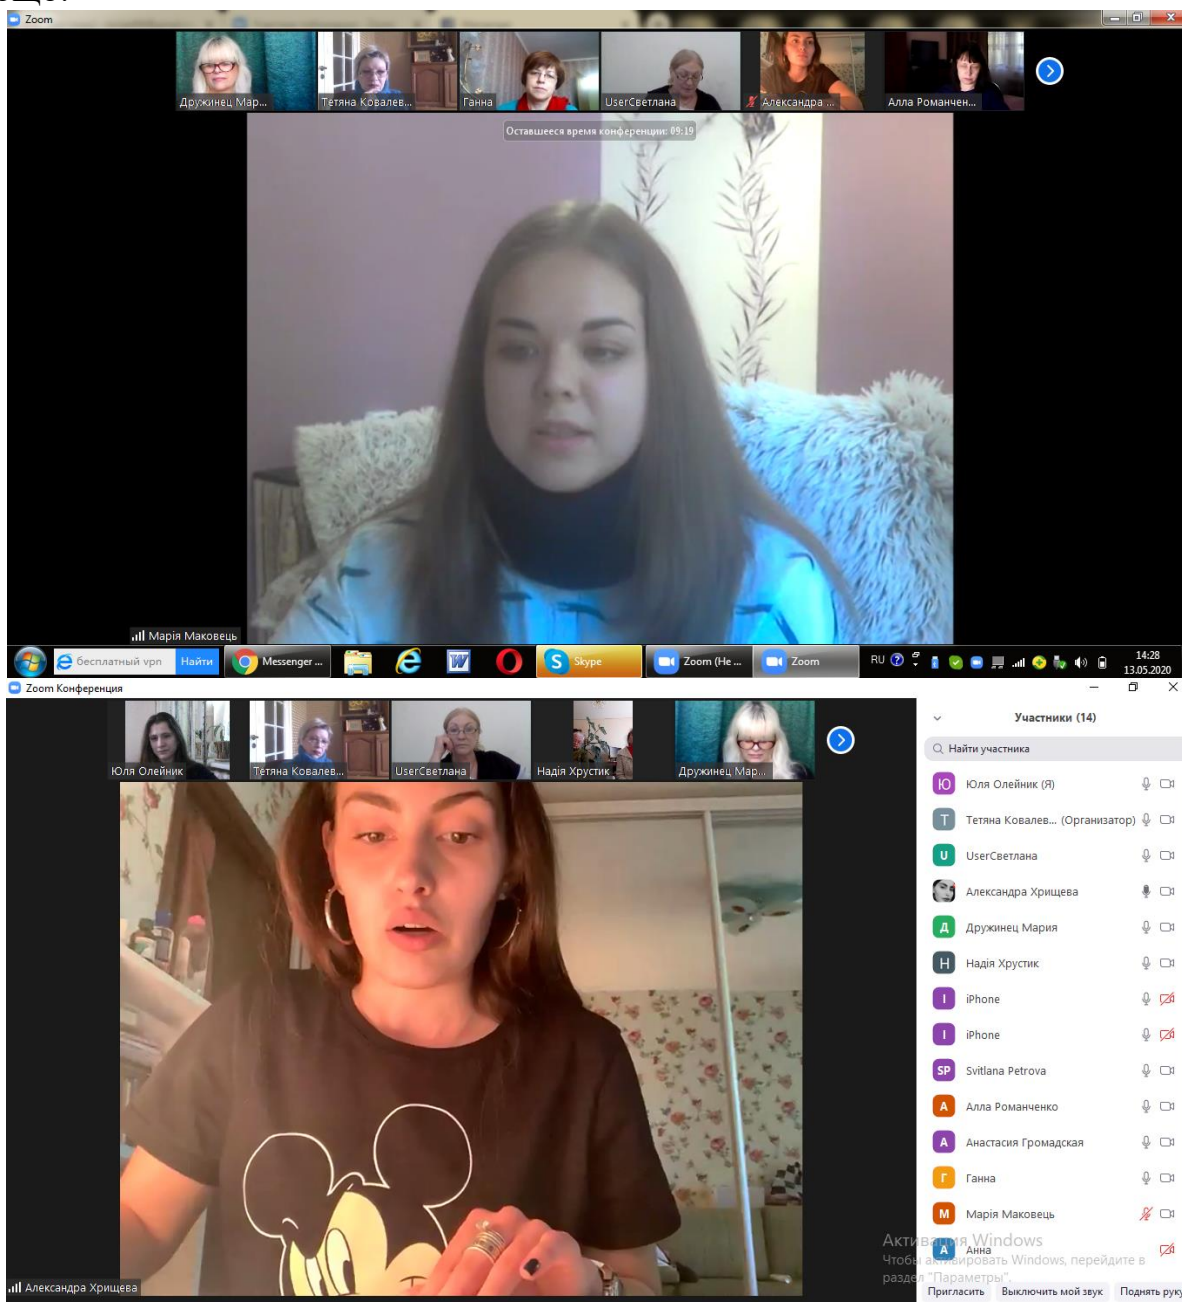 Zoom
Дружинец Мар...
Тетяна Ковалев...
Ганна
UserСветлана
Александра ...
Алла Романчен...
Оставшееся время конференции: 09:19
Марія Маковець
бесплатный vpn
Найти
Messenger ...
Skype
Zoom (Не ...
Zoom
RU
14:28
13.05.2020
Zoom Конференция
Юля Олейник
Тетяна Ковалев...
UserСветлана
Надія Хрустик
Дружинец Мар...
Александра Хрищева
Участники (14)
Найти участника
Ю Юля Олейник (Я)
Т Тетяна Ковалев... (Организатор)
U UserСветлана
Александра Хрищева
Д Дружинец Мария
Н Надія Хрустик
I iPhone
I iPhone
SP Svitlana Petrova
А Алла Романченко
А Анастасия Громадская
Г Ганна
М Марія Маковець
А Анна
Активация Windows
Чтобы активировать Windows, перейдите в
раздел "Параметры".
Пригласить
Выключить мой звук
Поднять руку